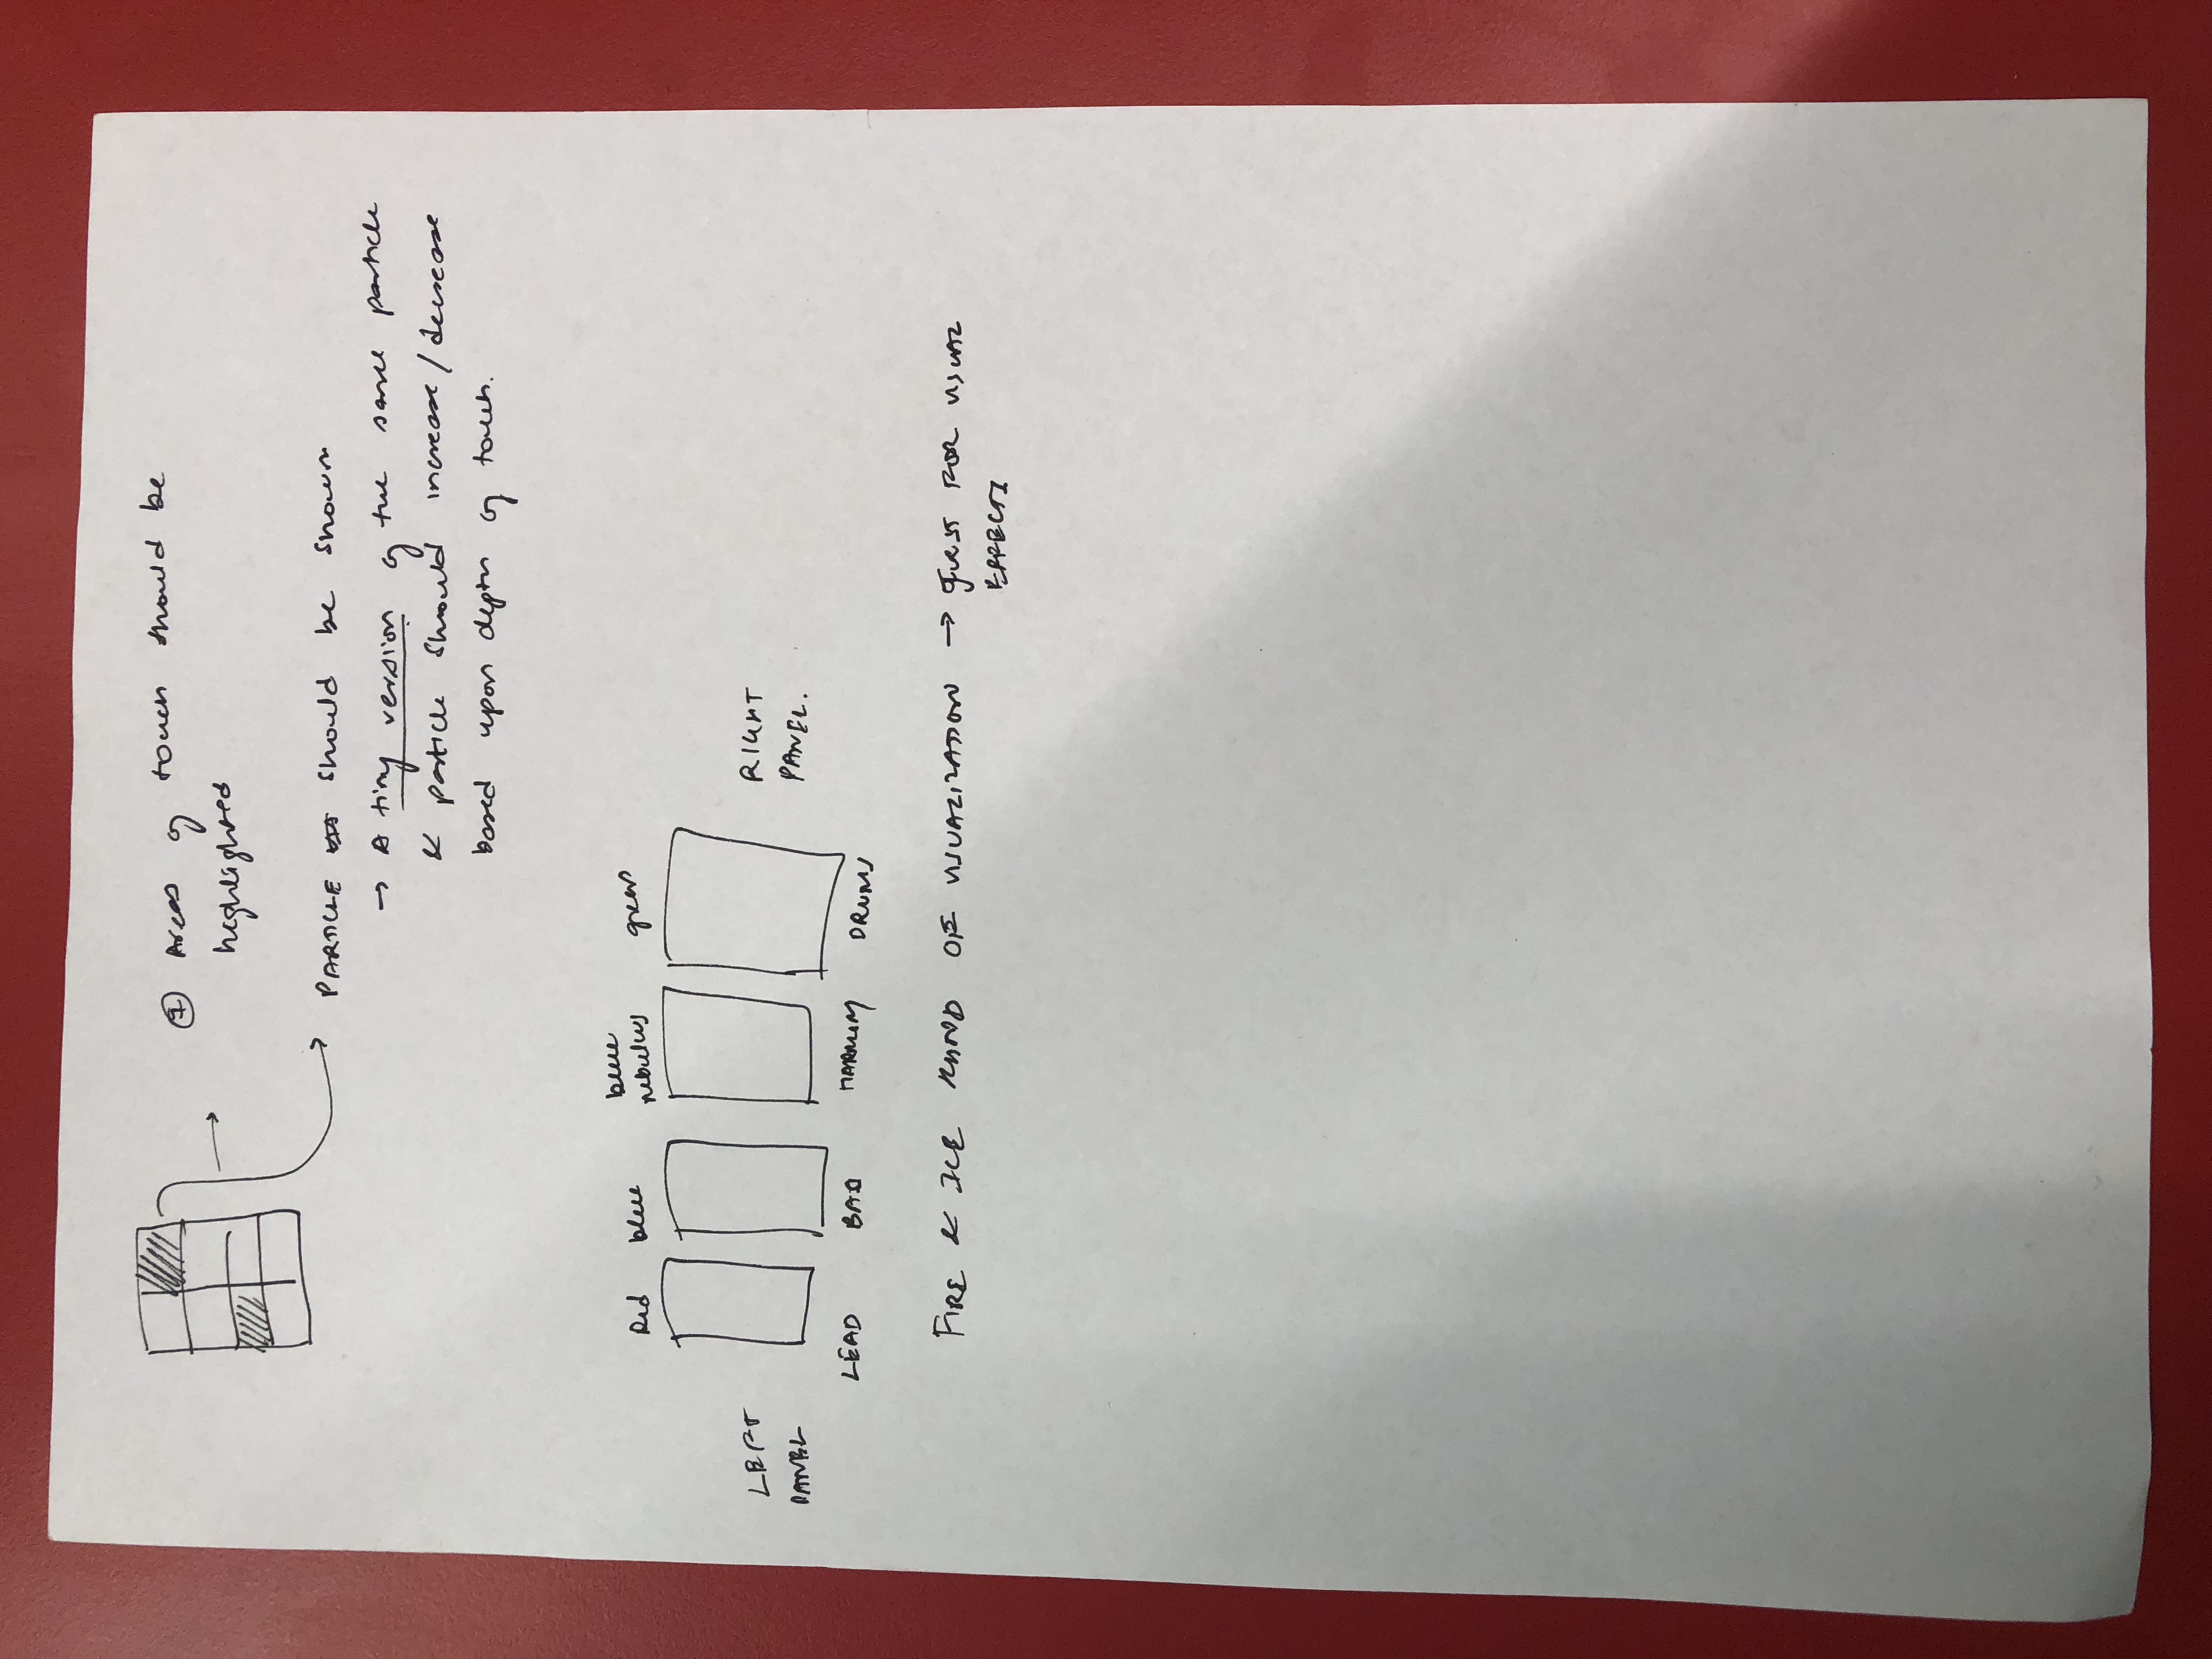 ① Areas of touch should be
highlighted
PARTICLE should be shown
→ A tiny version of the same particle
& particle should increase/decrease
based upon depth of touch.
Red blue blue nebulus green
LEFT PANEL
RIGHT PANEL.
LEAD HARMONY DRUMS
FIRE & ICE KIND OF VISUALIZATION → JUST FOR VISUAL
EFFECTS